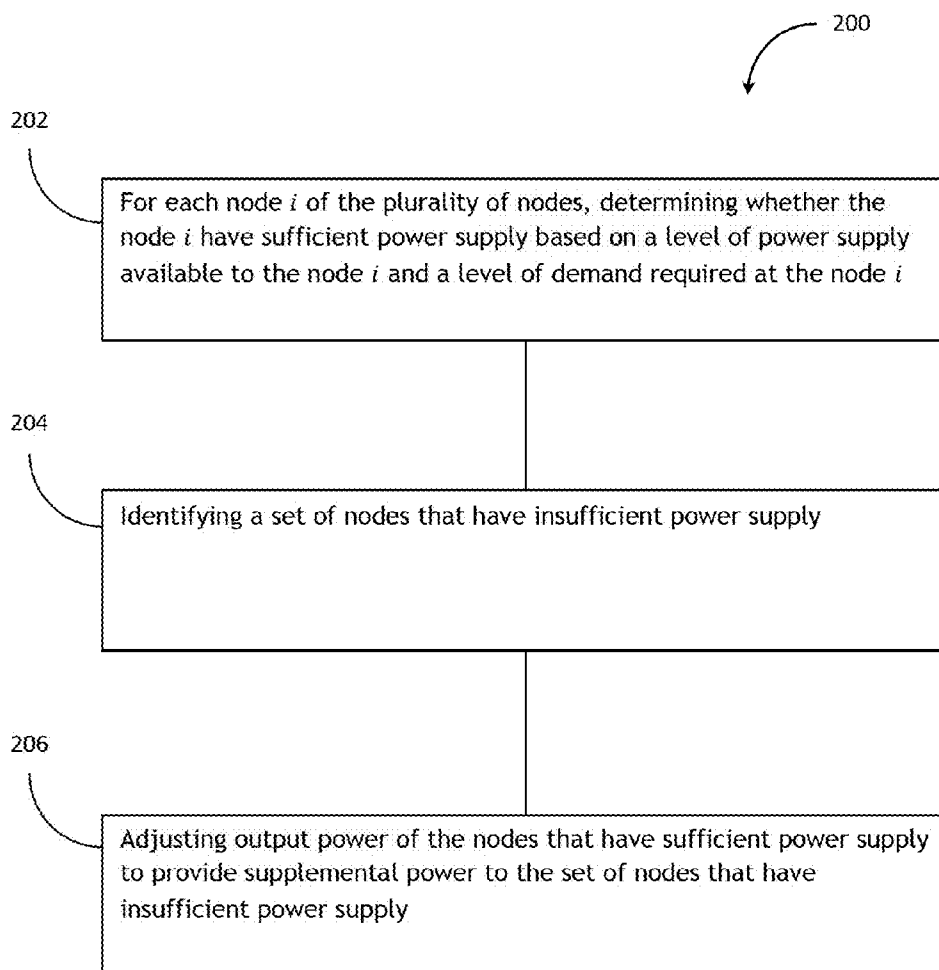 200
202
For each node i of the plurality of nodes, determining whether the
node i have sufficient power supply based on a level of power supply
available to the node i and a level of demand required at the node i
204
Identifying a set of nodes that have insufficient power supply
206
Adjusting output power of the nodes that have sufficient power supply
to provide supplemental power to the set of nodes that have
insufficient power supply